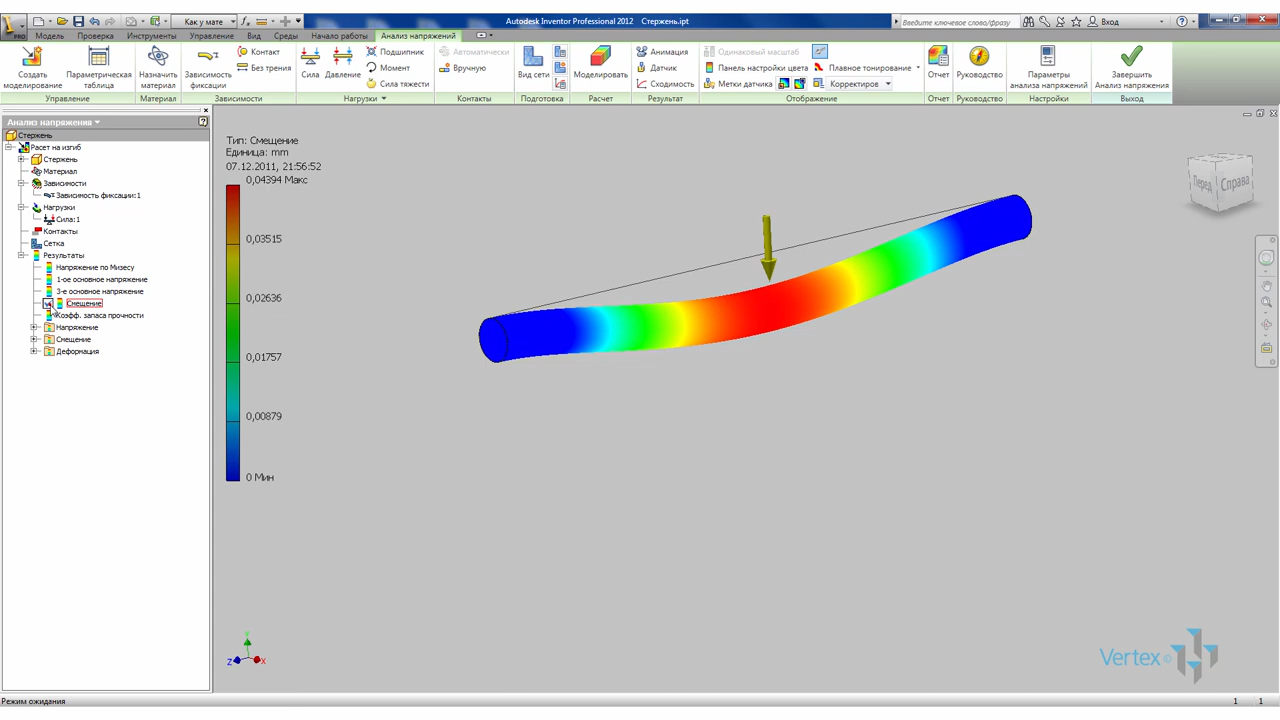 PRO
Как у мате
Autodesk Inventor Professional 2012
Стержень.ipt
Введите ключевое слово/фразу
Вход
Модель
Проверка
Инструменты
Управление
Вид
Среды
Начало работы
Анализ напряжений
Создать моделирование
Параметрическая таблица
Управление
Назначить материал
Материал
Зависимость фиксации
Контакт
Без трения
Зависимости
Сила
Давление
Подшипник
Момент
Сила тяжести
Нагрузки
Автоматически
Вручную
Контакты
Вид сети
Подготовка
Моделировать
Расчет
Анимация
Датчик
Сходимость
Результат
Одинаковый масштаб
Панель настройки цвета
Метки датчика
Плавное тонирование
Корректиров
Отображение
Отчет
Отчет
Руководство
Руководство
Параметры анализа напряжений
Настройки
Завершить Анализ напряжения
Выход
Анализ напряжения
Стержень
Расет на изгиб
Стержень
Материал
Зависимости
Зависимость фиксации:1
Нагрузки
Сила:1
Контакты
Сетка
Результаты
Напряжение по Мизесу
1-ое основное напряжение
3-е основное напряжение
Смещение
Коэфф. запаса прочности
Напряжение
Смещение
Деформация
Тип: Смещение
Единица: mm
07.12.2011, 21:56:52
0,04394 Макс
0,03515
0,02636
0,01757
0,00879
0 Мин
Перед
Справа
Y
Z
X
Vertex ©
Режим ожидания
1
1